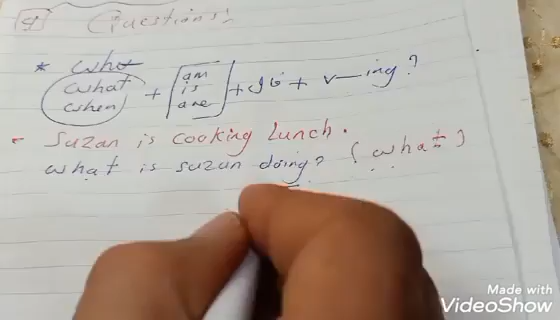 Questions:
* Who
what
when
+ am is are + فاعل + v—ing ?
- Suzan is cooking lunch.
what is suzan doing? (what)
Made with
VideoShow